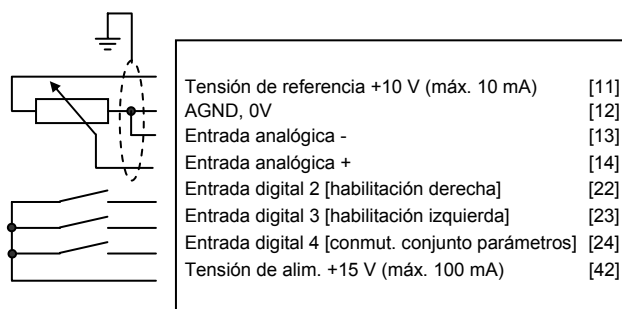 Tensión de referencia +10 V (máx. 10 mA) [11]
AGND, 0V [12]
Entrada analógica - [13]
Entrada analógica + [14]
Entrada digital 2 [habilitación derecha] [22]
Entrada digital 3 [habilitación izquierda] [23]
Entrada digital 4 [conmut. conjunto parámetros] [24]
Tensión de alim. +15 V (máx. 100 mA) [42]